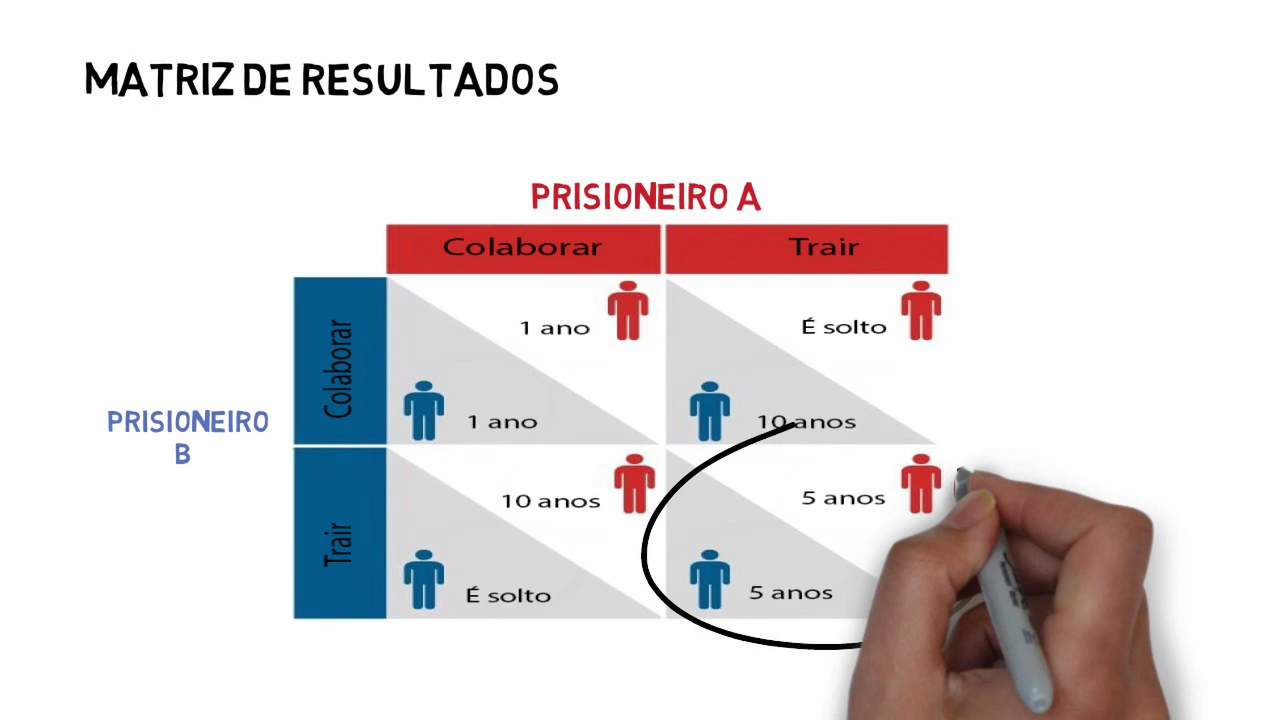 MATRIZ DE RESULTADOS
PRISIONEIRO A
Colaborar
Trair
PRISIONEIRO
B
Colaborar
1 ano
1 ano
É solto
10 anos
Trair
10 anos
É solto
5 anos
5 anos